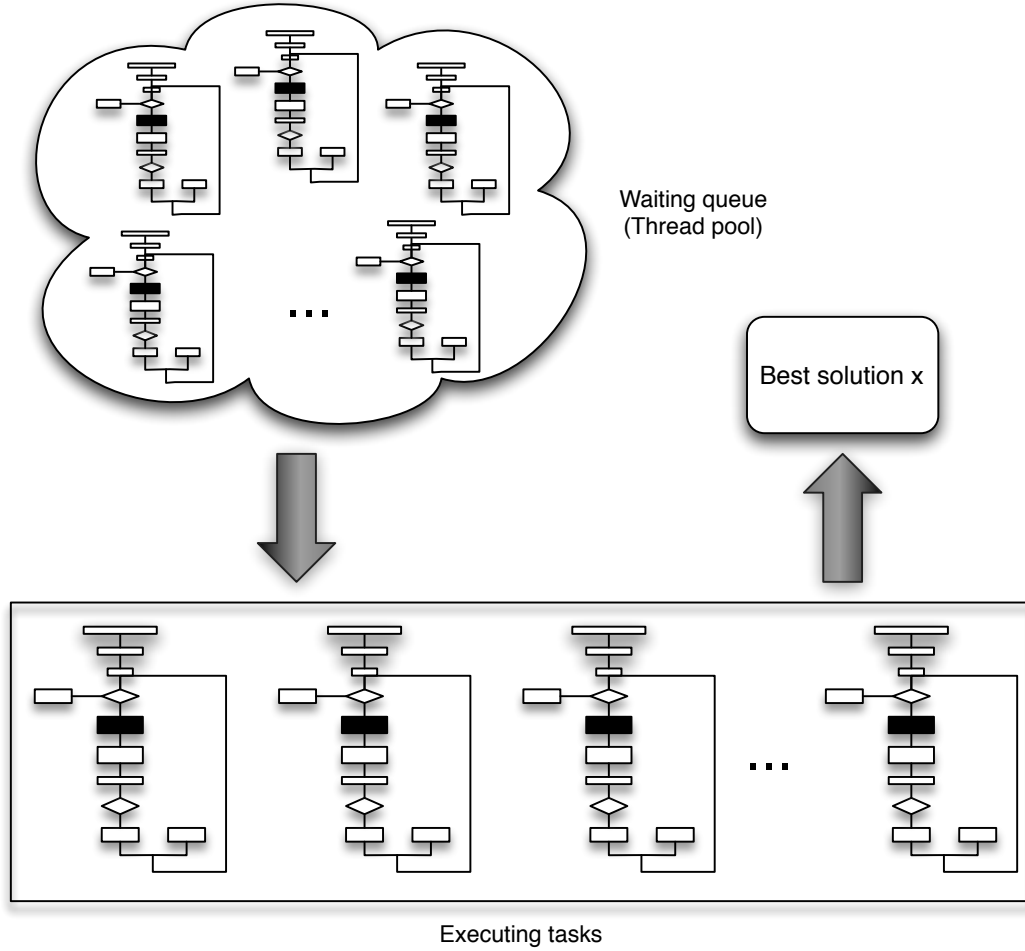 Waiting queue
(Thread pool)
Best solution x
Executing tasks